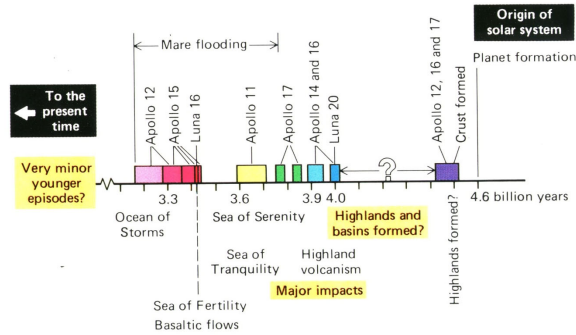 Origin of
solar system
Mare flooding
Planet formation
Apollo 12
Apollo 15
Luna 16
Apollo 11
Apollo 17
Apollo 14 and 16
Luna 20
Apollo 12, 16 and 17
Crust formed
To the
present
time
?
Very minor
younger
episodes?
3.3
3.6
3.9
4.0
4.6 billion years
Ocean of
Storms
Sea of Serenity
Highlands and
basins formed?
Sea of
Tranquility
Highland
volcanism
Highlands formed?
Major impacts
Sea of Fertility
Basaltic flows